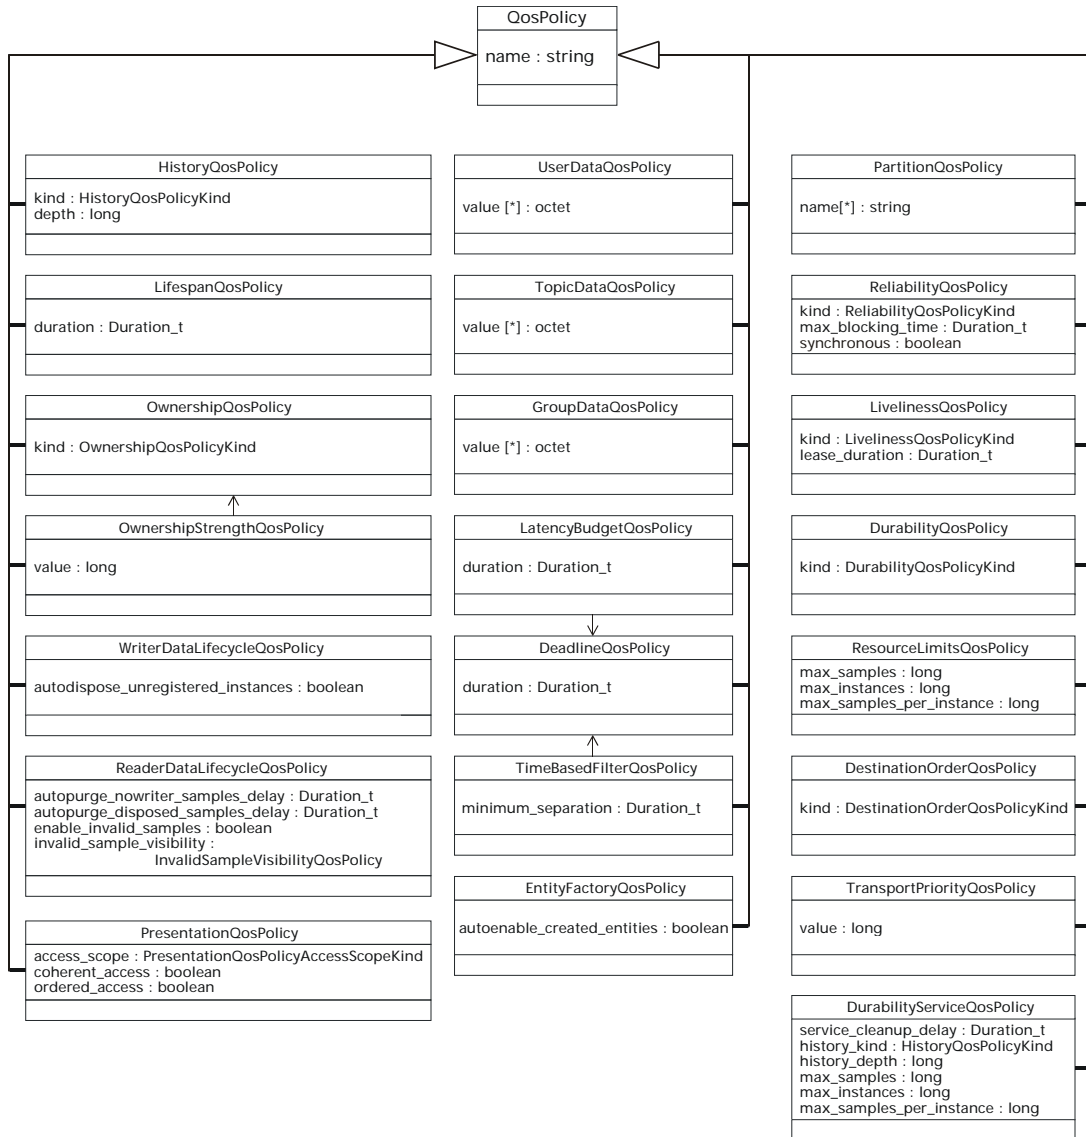 QosPolicy
name : string
HistoryQosPolicy
kind : HistoryQosPolicyKind
depth : long
LifespanQosPolicy
duration : Duration_t
OwnershipQosPolicy
kind : OwnershipQosPolicyKind
OwnershipStrengthQosPolicy
value : long
WriterDataLifecycleQosPolicy
autodispose_unregistered_instances : boolean
ReaderDataLifecycleQosPolicy
autopurge_nowriter_samples_delay : Duration_t
autopurge_disposed_samples_delay : Duration_t
enable_invalid_samples : boolean
invalid_sample_visibility :
InvalidSampleVisibilityQosPolicy
PresentationQosPolicy
access_scope : PresentationQosPolicyAccessScopeKind
coherent_access : boolean
ordered_access : boolean
UserDataQosPolicy
value [*] : octet
TopicDataQosPolicy
value [*] : octet
GroupDataQosPolicy
value [*] : octet
LatencyBudgetQosPolicy
duration : Duration_t
DeadlineQosPolicy
duration : Duration_t
TimeBasedFilterQosPolicy
minimum_separation : Duration_t
EntityFactoryQosPolicy
autoenable_created_entities : boolean
PartitionQosPolicy
name[*] : string
ReliabilityQosPolicy
kind : ReliabilityQosPolicyKind
max_blocking_time : Duration_t
synchronous : boolean
LivelinessQosPolicy
kind : LivelinessQosPolicyKind
lease_duration : Duration_t
DurabilityQosPolicy
kind : DurabilityQosPolicyKind
ResourceLimitsQosPolicy
max_samples : long
max_instances : long
max_samples_per_instance : long
DestinationOrderQosPolicy
kind : DestinationOrderQosPolicyKind
TransportPriorityQosPolicy
value : long
DurabilityServiceQosPolicy
service_cleanup_delay : Duration_t
history_kind : HistoryQosPolicyKind
history_depth : long
max_samples : long
max_instances : long
max_samples_per_instance : long